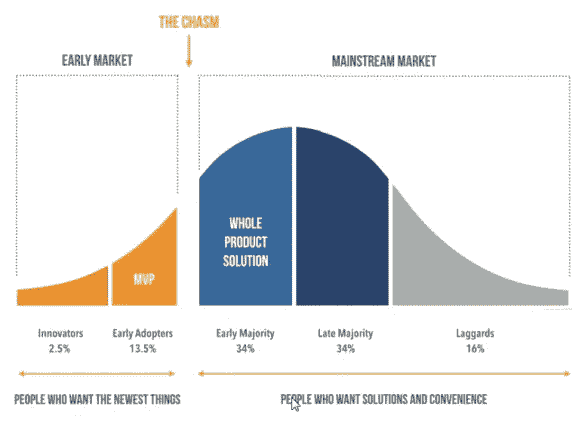 THE CHASM
EARLY MARKET
MAINSTREAM MARKET
WHOLE
PRODUCT
SOLUTION
MVP
Innovators
2.5%
Early Adopters
13.5%
Early Majority
34%
Late Majority
34%
Laggards
16%
PEOPLE WHO WANT THE NEWEST THINGS
PEOPLE WHO WANT SOLUTIONS AND CONVENIENCE